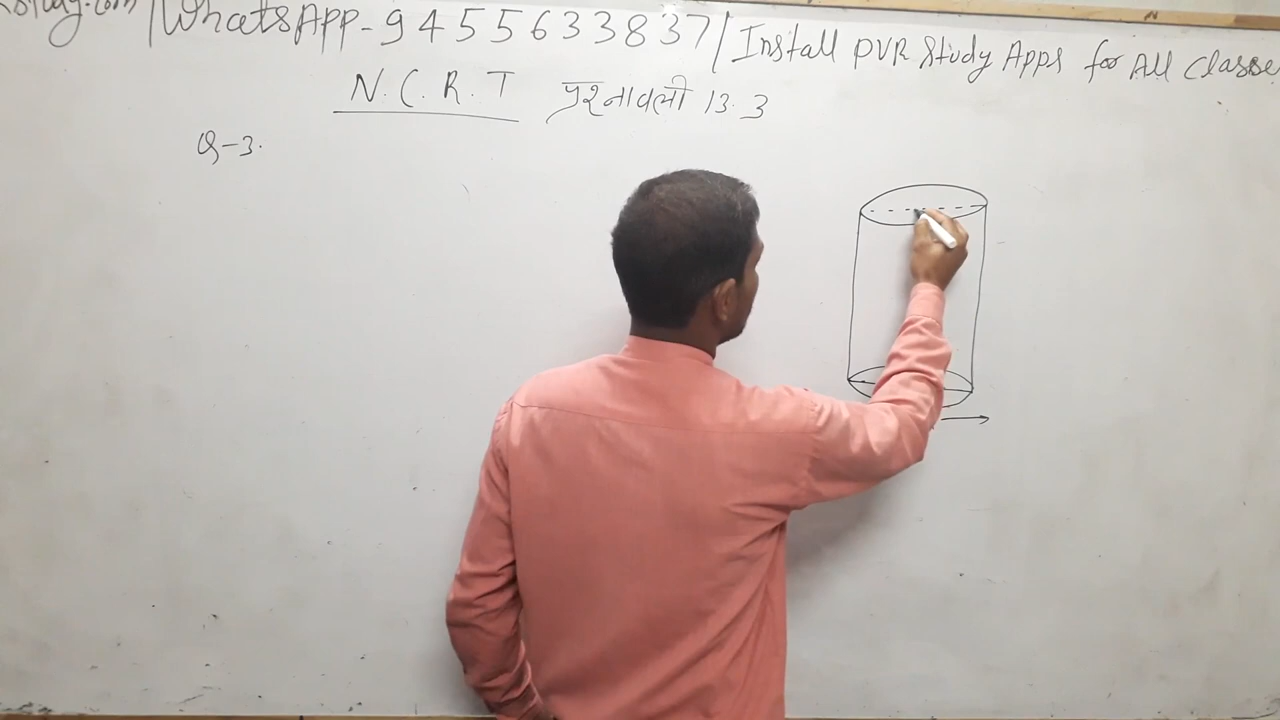 /WhatsApp-9455633837/Install PVR Study Apps for All Classe
N.C.R.T प्रश्नावली 13.3
Q-3.